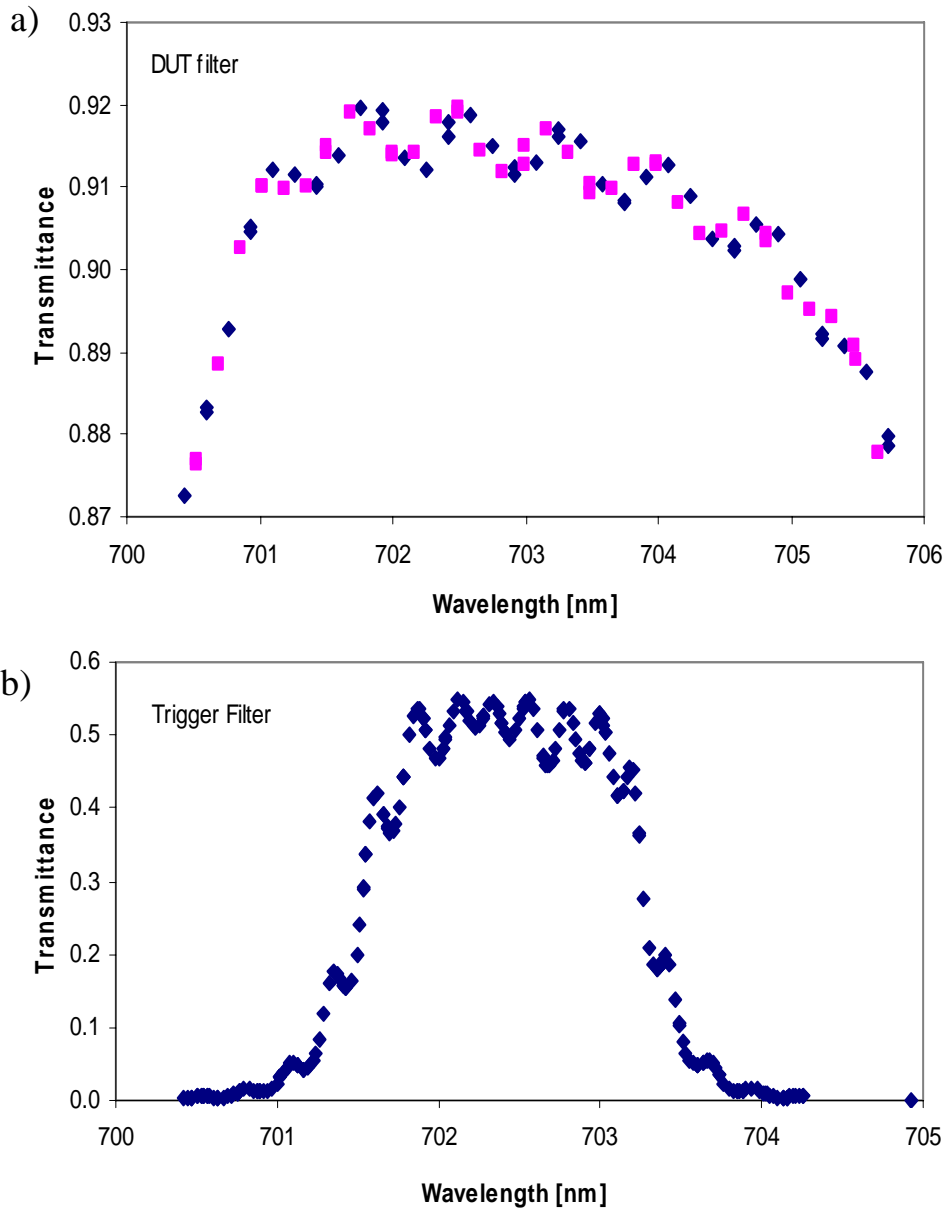 a)
0.93
DUT filter
0.92
0.91
0.90
0.89
0.88
0.87
Transmittance
700 701 702 703 704 705 706
Wavelength [nm]
b)
0.6
Trigger Filter
0.5
0.4
0.3
0.2
0.1
0.0
Transmittance
700 701 702 703 704 705
Wavelength [nm]